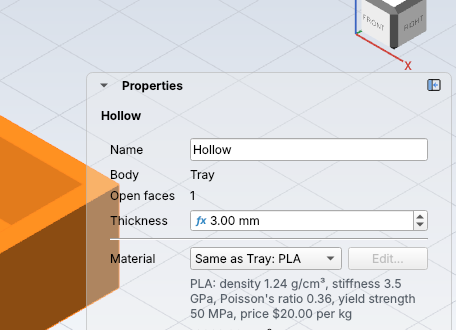 FRONT
RIGHT
X
Properties
Hollow
Name Hollow
Body Tray
Open faces 1
Thickness fx 3.00 mm
Material Same as Tray: PLA Edit...
PLA: density 1.24 g/cm³, stiffness 3.5
GPa, Poisson's ratio 0.36, yield strength
50 MPa, price $20.00 per kg